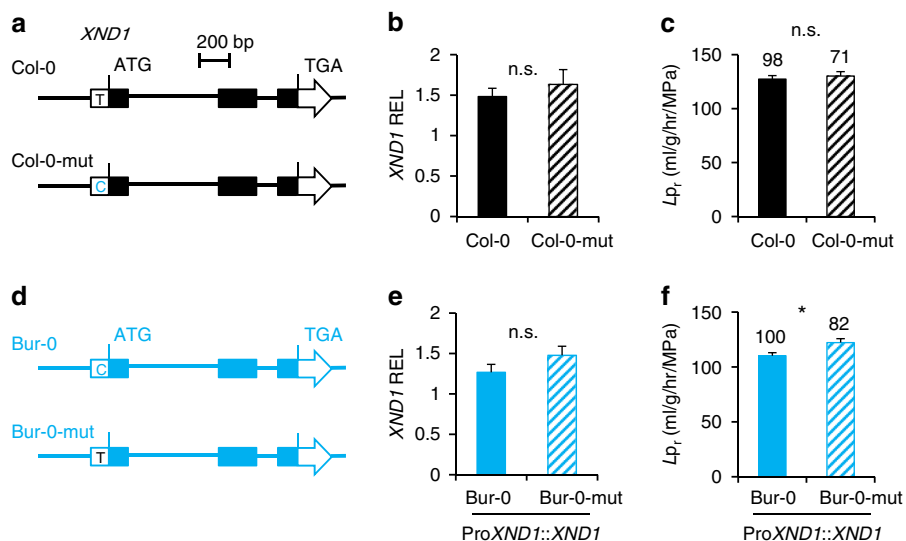 a
XND1
Col-0
ATG
200 bp
TGA
T
Col-0-mut
C
b
n.s.
XND1 REL
2
1.5
1
0.5
0
Col-0
Col-0-mut
c
n.s.
98
71
Lpr (ml/g/hr/MPa)
150
100
50
0
Col-0
Col-0-mut
d
Bur-0
ATG
TGA
C
Bur-0-mut
T
e
n.s.
XND1 REL
2
1.5
1
0.5
0
Bur-0
Bur-0-mut
ProXND1::XND1
f
*
100
82
Lpr (ml/g/hr/MPa)
150
100
50
0
Bur-0
Bur-0-mut
ProXND1::XND1